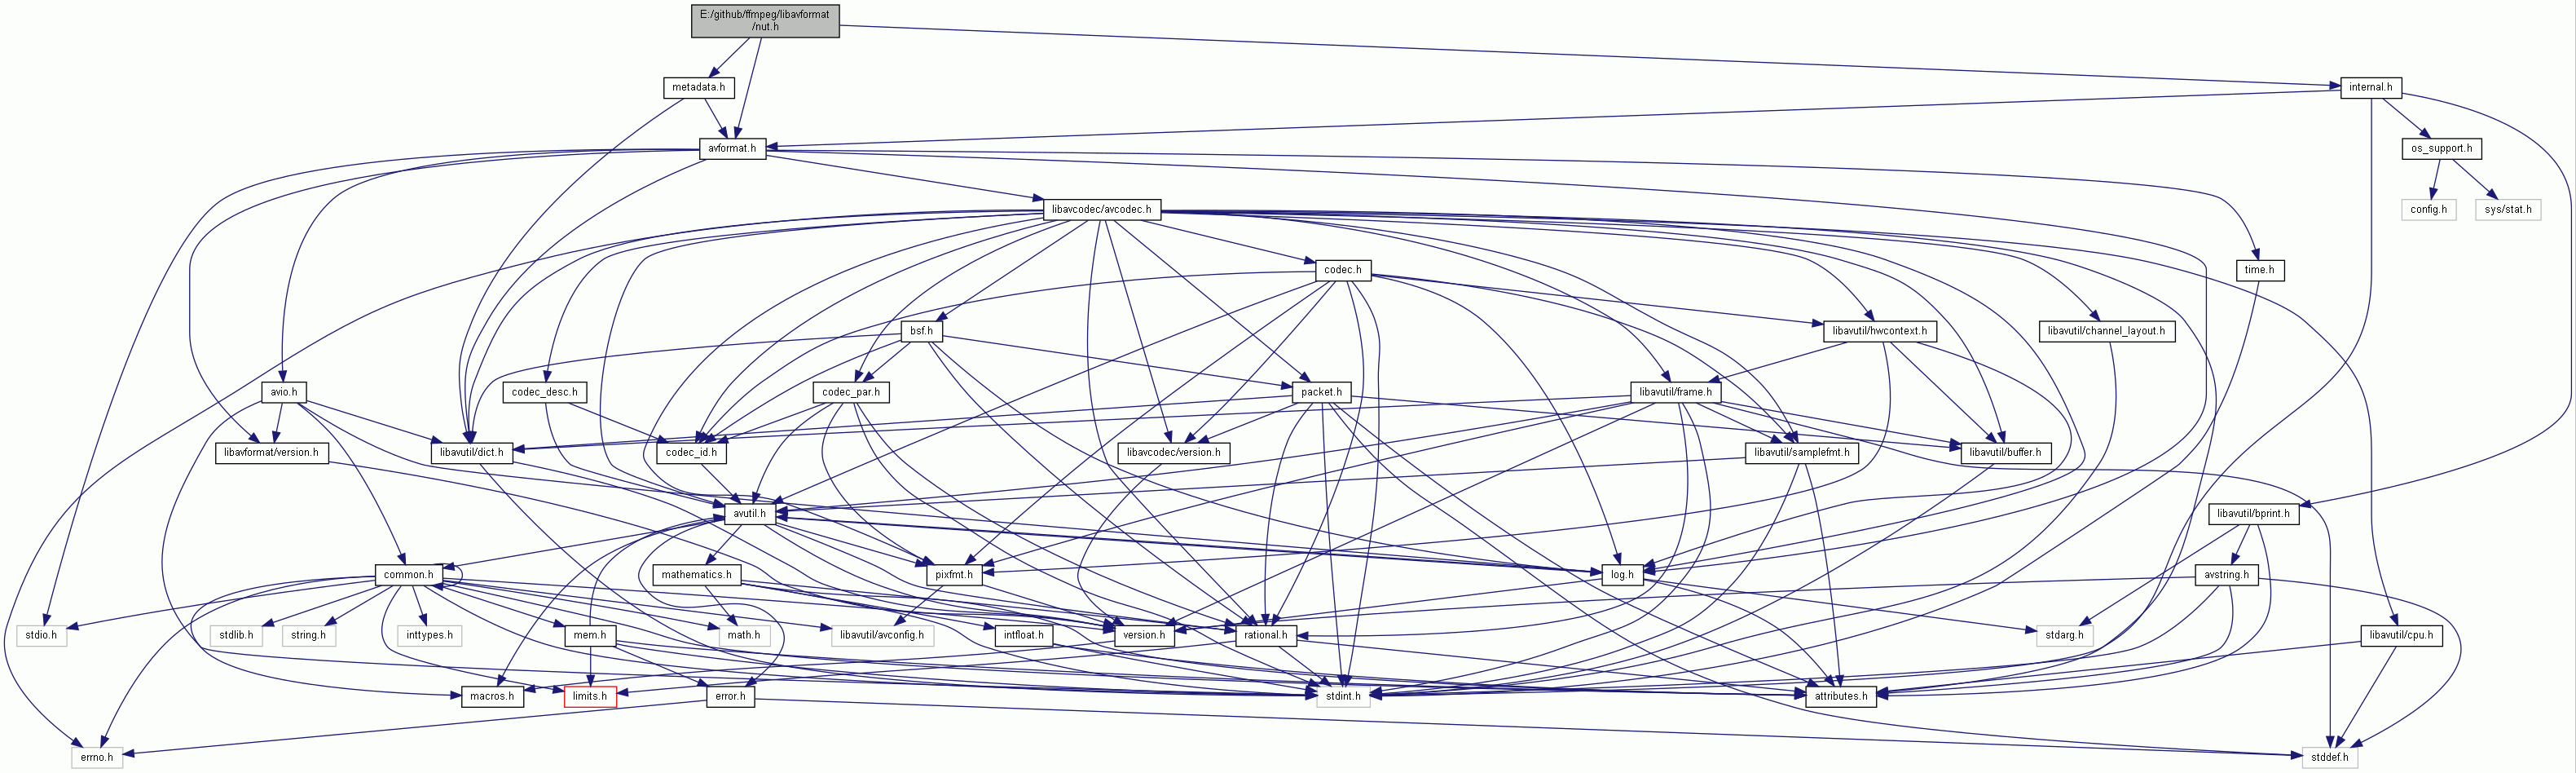 E:/github/ffmpeg/libavformat
/nut.h
metadata.h
internal.h
avformat.h
os_support.h
libavcodec/avcodec.h
config.h
sys/stat.h
codec.h
time.h
bsf.h
libavutil/hwcontext.h
libavutil/channel_layout.h
avio.h
codec_desc.h
codec_par.h
packet.h
libavutil/frame.h
libavformat/version.h
libavutil/dict.h
codec_id.h
libavcodec/version.h
libavutil/samplefmt.h
libavutil/buffer.h
avutil.h
libavutil/bprint.h
common.h
mathematics.h
pixfmt.h
log.h
avstring.h
stdio.h
stdlib.h
string.h
inttypes.h
mem.h
math.h
libavutil/avconfig.h
intfloat.h
version.h
rational.h
stdarg.h
libavutil/cpu.h
macros.h
limits.h
error.h
stdint.h
attributes.h
errno.h
stddef.h